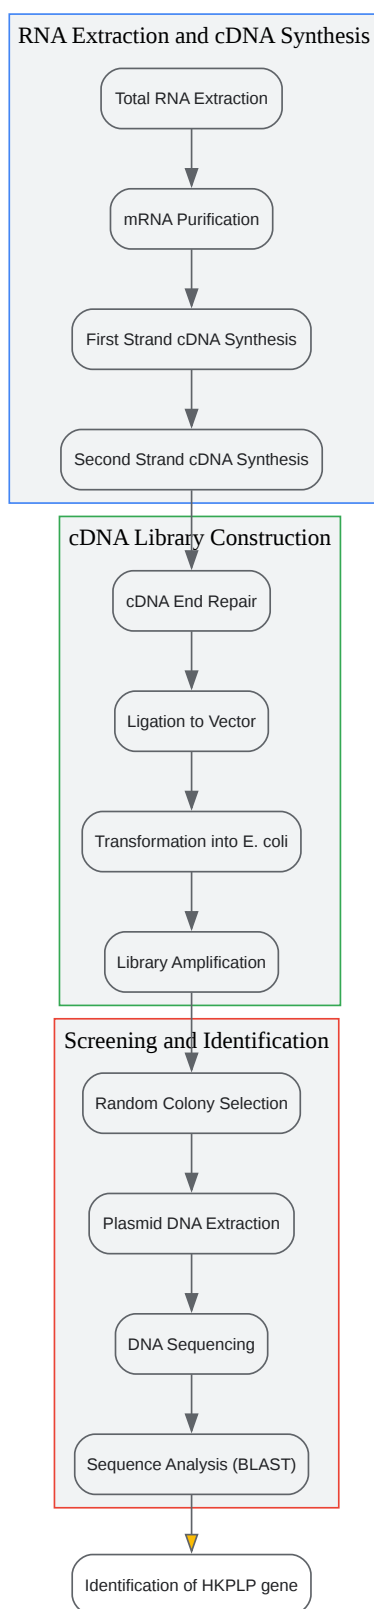 RNA Extraction and cDNA Synthesis
Total RNA Extraction
mRNA Purification
First Strand cDNA Synthesis
Second Strand cDNA Synthesis
cDNA Library Construction
cDNA End Repair
Ligation to Vector
Transformation into E. coli
Library Amplification
Screening and Identification
Random Colony Selection
Plasmid DNA Extraction
DNA Sequencing
Sequence Analysis (BLAST)
Identification of HKPLP gene